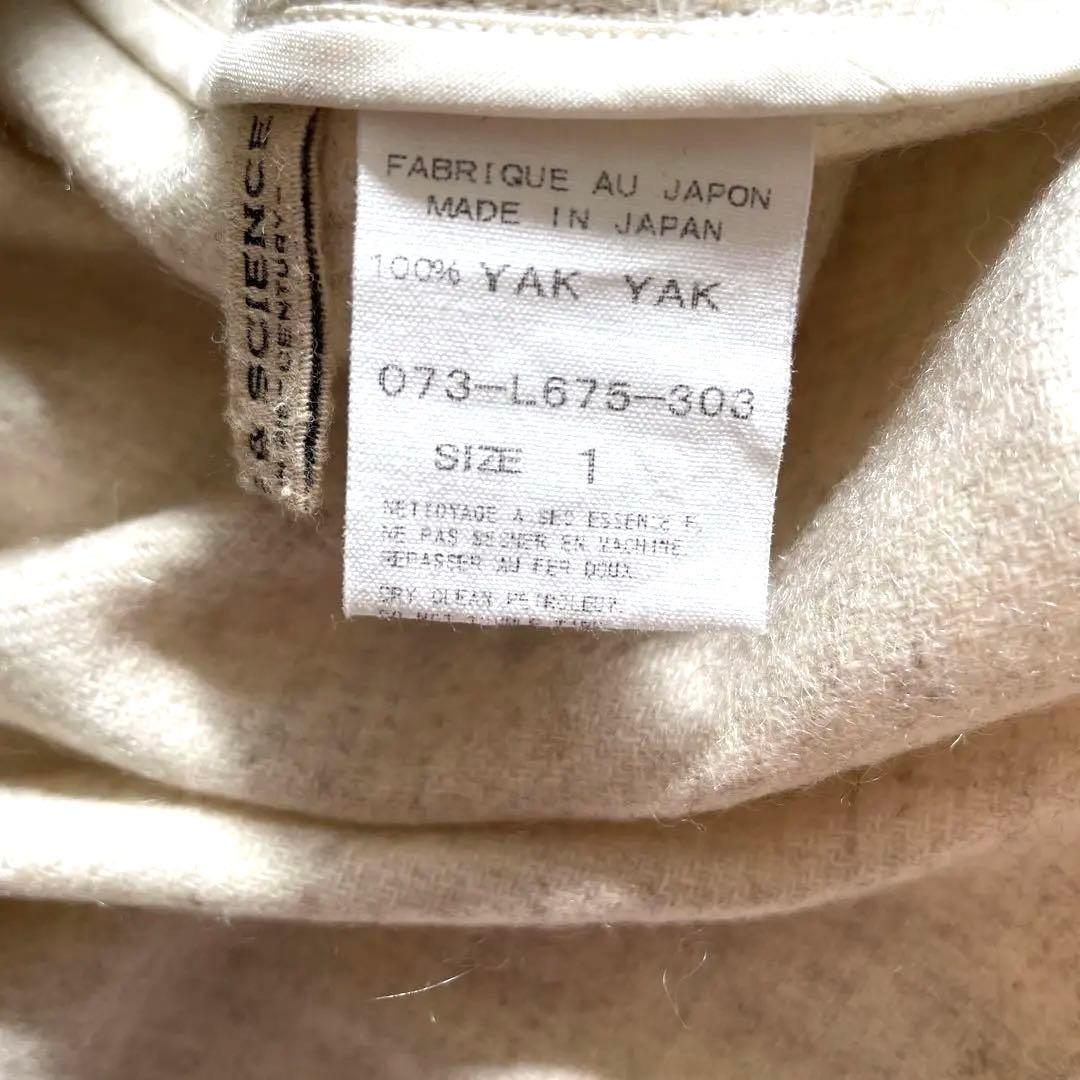 A SCIENCE
CENTURY-
FABRIQUE AU JAPON
MADE IN JAPAN
100% YAK YAK
073-L675-303
SIZE 1
NETTOYAGE A SEC ESSENCE F.
NE PAS SECHER EN MACHINE
REPASSER AU FER DOUX
DRY CLEAN PETROLEUM